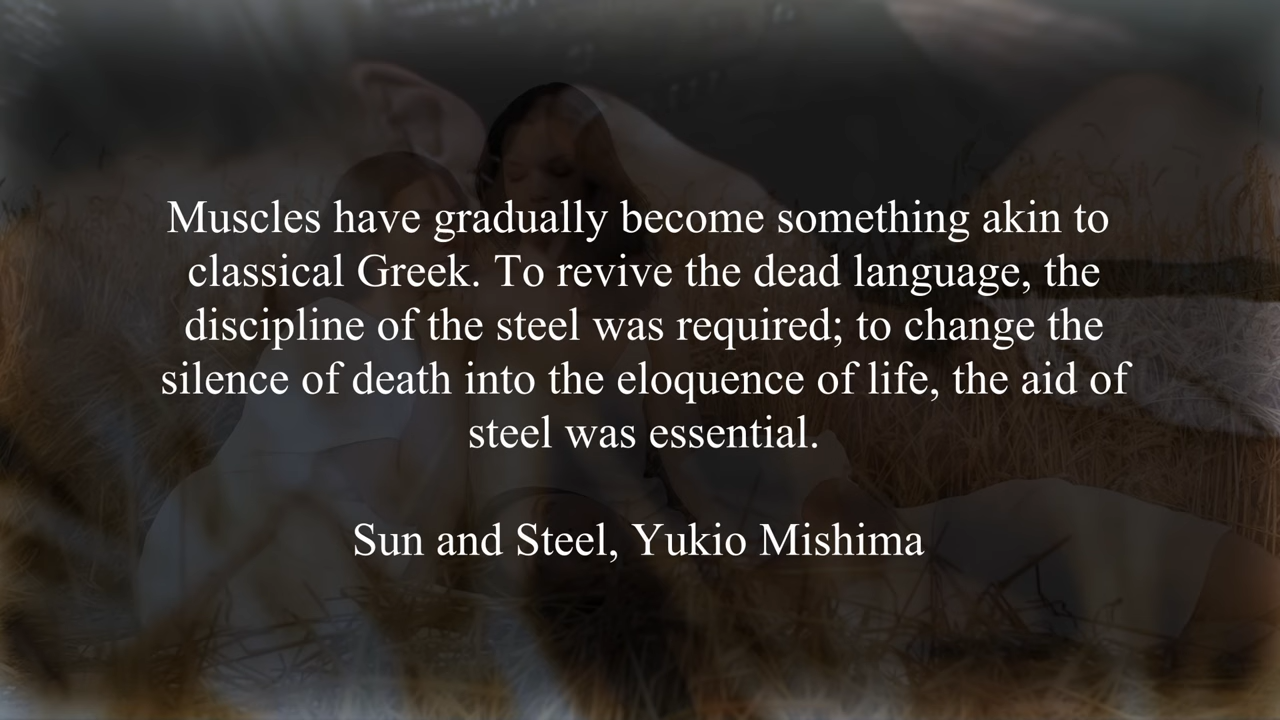 Muscles have gradually become something akin to
classical Greek. To revive the dead language, the
discipline of the steel was required; to change the
silence of death into the eloquence of life, the aid of
steel was essential.
Sun and Steel, Yukio Mishima